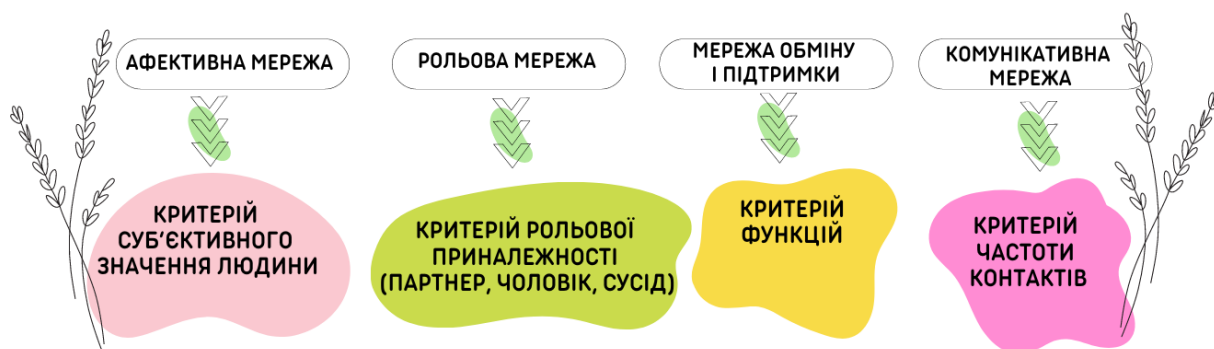 АФЕКТИВНА МЕРЕЖА
РОЛЬОВА МЕРЕЖА
МЕРЕЖА ОБМІНУ
І ПІДТРИМКИ
КОМУНІКАТИВНА
МЕРЕЖА
КРИТЕРІЙ
СУБ’ЄКТИВНОГО
ЗНАЧЕННЯ ЛЮДИНИ
КРИТЕРІЙ РОЛЬОВОЇ
ПРИНАЛЕЖНОСТІ
(ПАРТНЕР, ЧОЛОВІК, СУСІД)
КРИТЕРІЙ
ФУНКЦІЙ
КРИТЕРІЙ
ЧАСТОТИ
КОНТАКТІВ